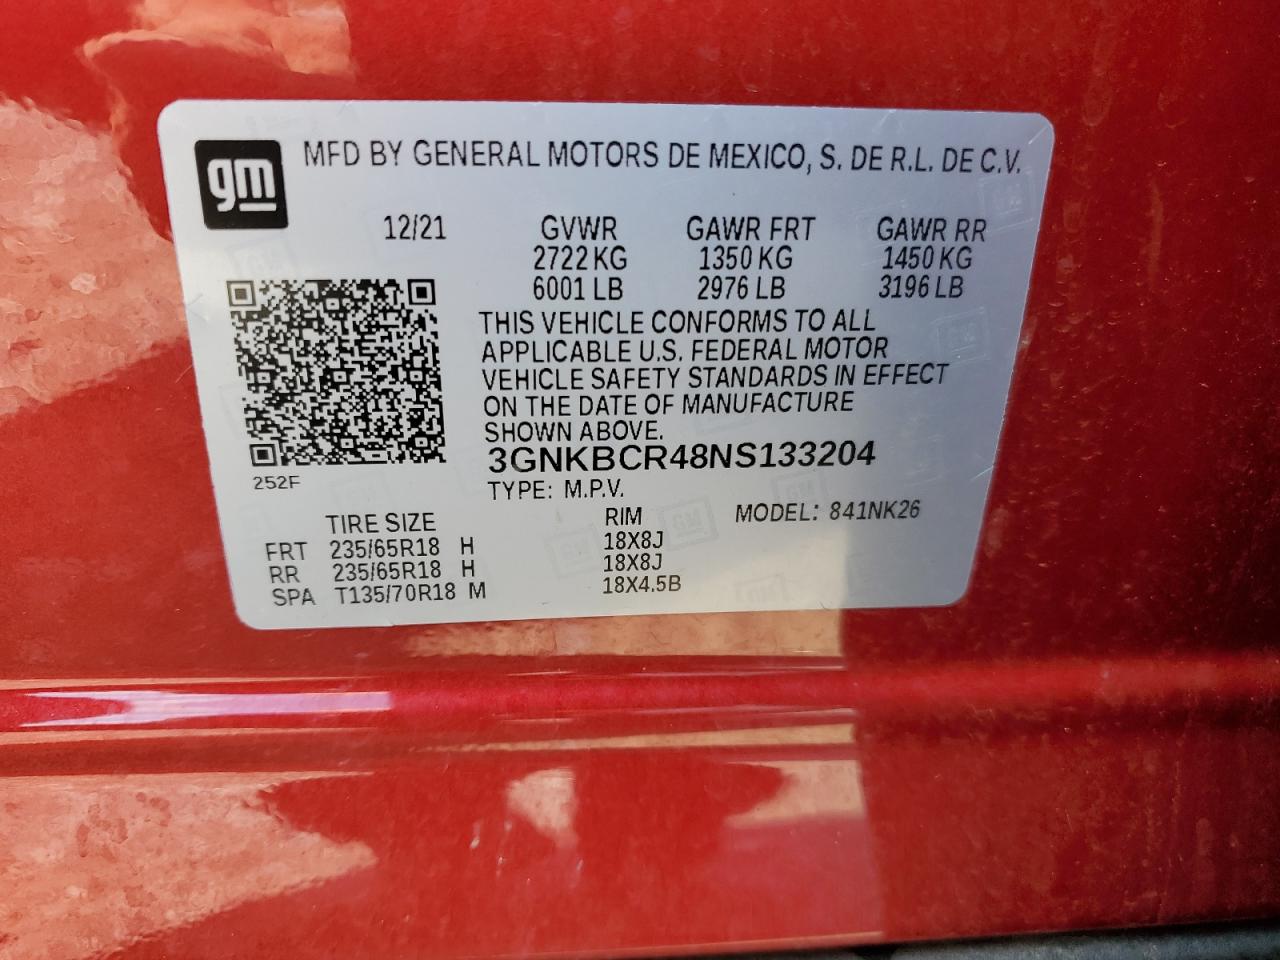 gm MFD BY GENERAL MOTORS DE MEXICO, S. DE R.L. DE C.V.
12/21 GVWR GAWR FRT GAWR RR
2722 KG 1350 KG 1450 KG
6001 LB 2976 LB 3196 LB
THIS VEHICLE CONFORMS TO ALL
APPLICABLE U.S. FEDERAL MOTOR
VEHICLE SAFETY STANDARDS IN EFFECT
ON THE DATE OF MANUFACTURE
SHOWN ABOVE.
3GNKBCR48NS133204
252F
TYPE: M.P.V.
TIRE SIZE RIM MODEL: 841NK26
FRT 235/65R18 H 18X8J
RR 235/65R18 H 18X8J
SPA T135/70R18 M 18X4.5B